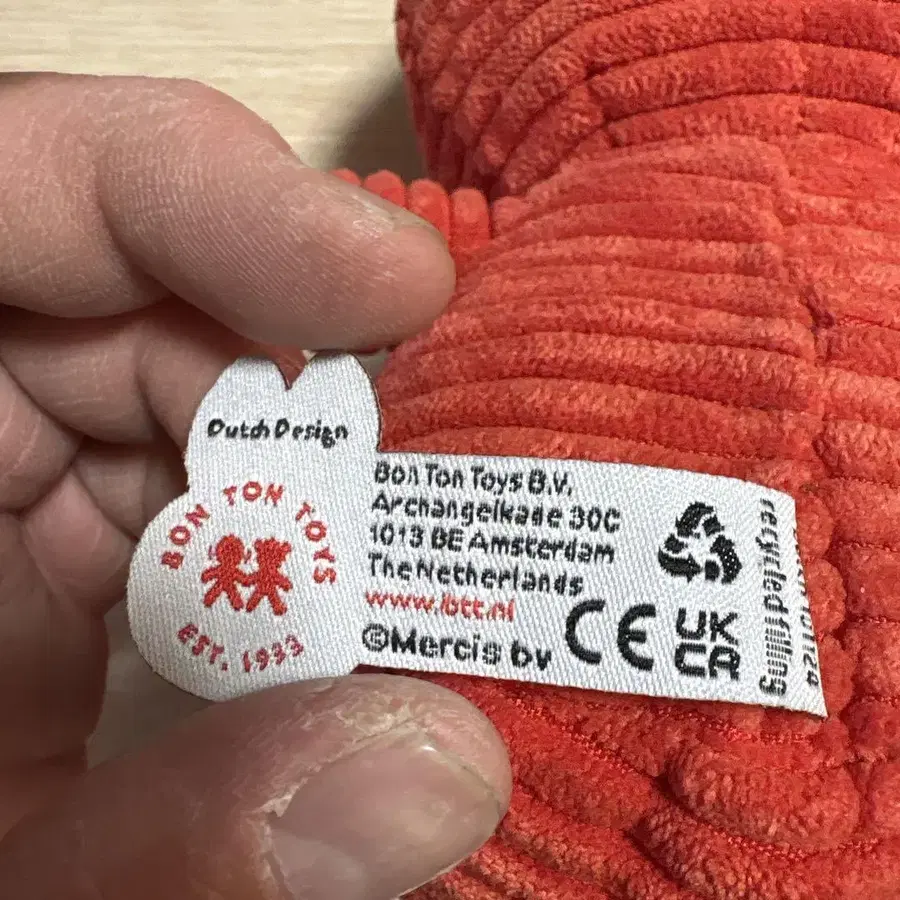 Dutch Design
BON TON TOYS
EST. 1933
Bon Ton Toys B.V.
Archangelkade 30C
1013 BE Amsterdam
The Netherlands
www.btt.nl
©Mercis bv
CE
UK
CA
recycled filling